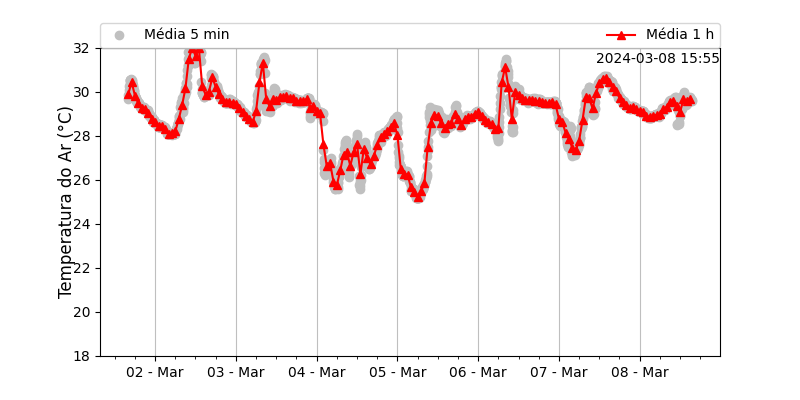 Média 5 min
Média 1 h
2024-03-08 15:55
Temperatura do Ar (°C)
32
30
28
26
24
22
20
18
02 - Mar
03 - Mar
04 - Mar
05 - Mar
06 - Mar
07 - Mar
08 - Mar